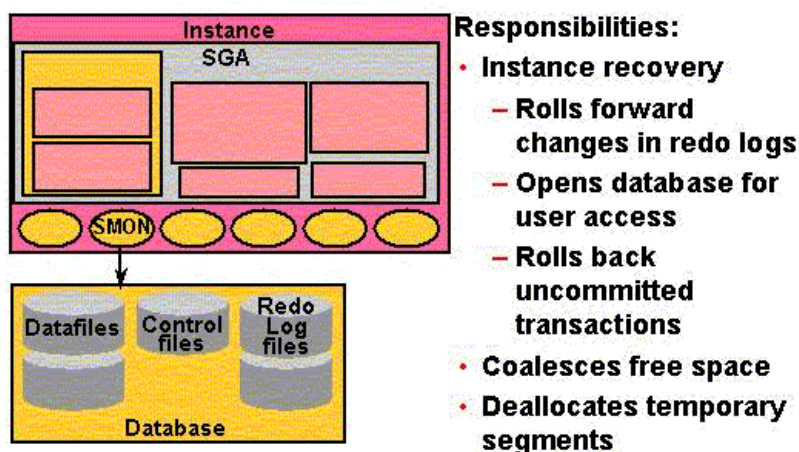 Instance
SGA
SMON
Datafiles
Control
files
Redo
Log
files
Database
Responsibilities:
• Instance recovery
– Rolls forward
changes in redo logs
– Opens database for
user access
– Rolls back
uncommitted
transactions
• Coalesces free space
• Deallocates temporary
segments